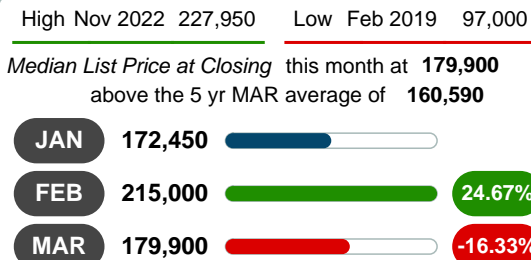 High Nov 2022 227,950 Low Feb 2019 97,000
Median List Price at Closing this month at 179,900
above the 5 yr MAR average of 160,590
JAN 172,450
FEB 215,000 24.67%
MAR 179,900 -16.33%